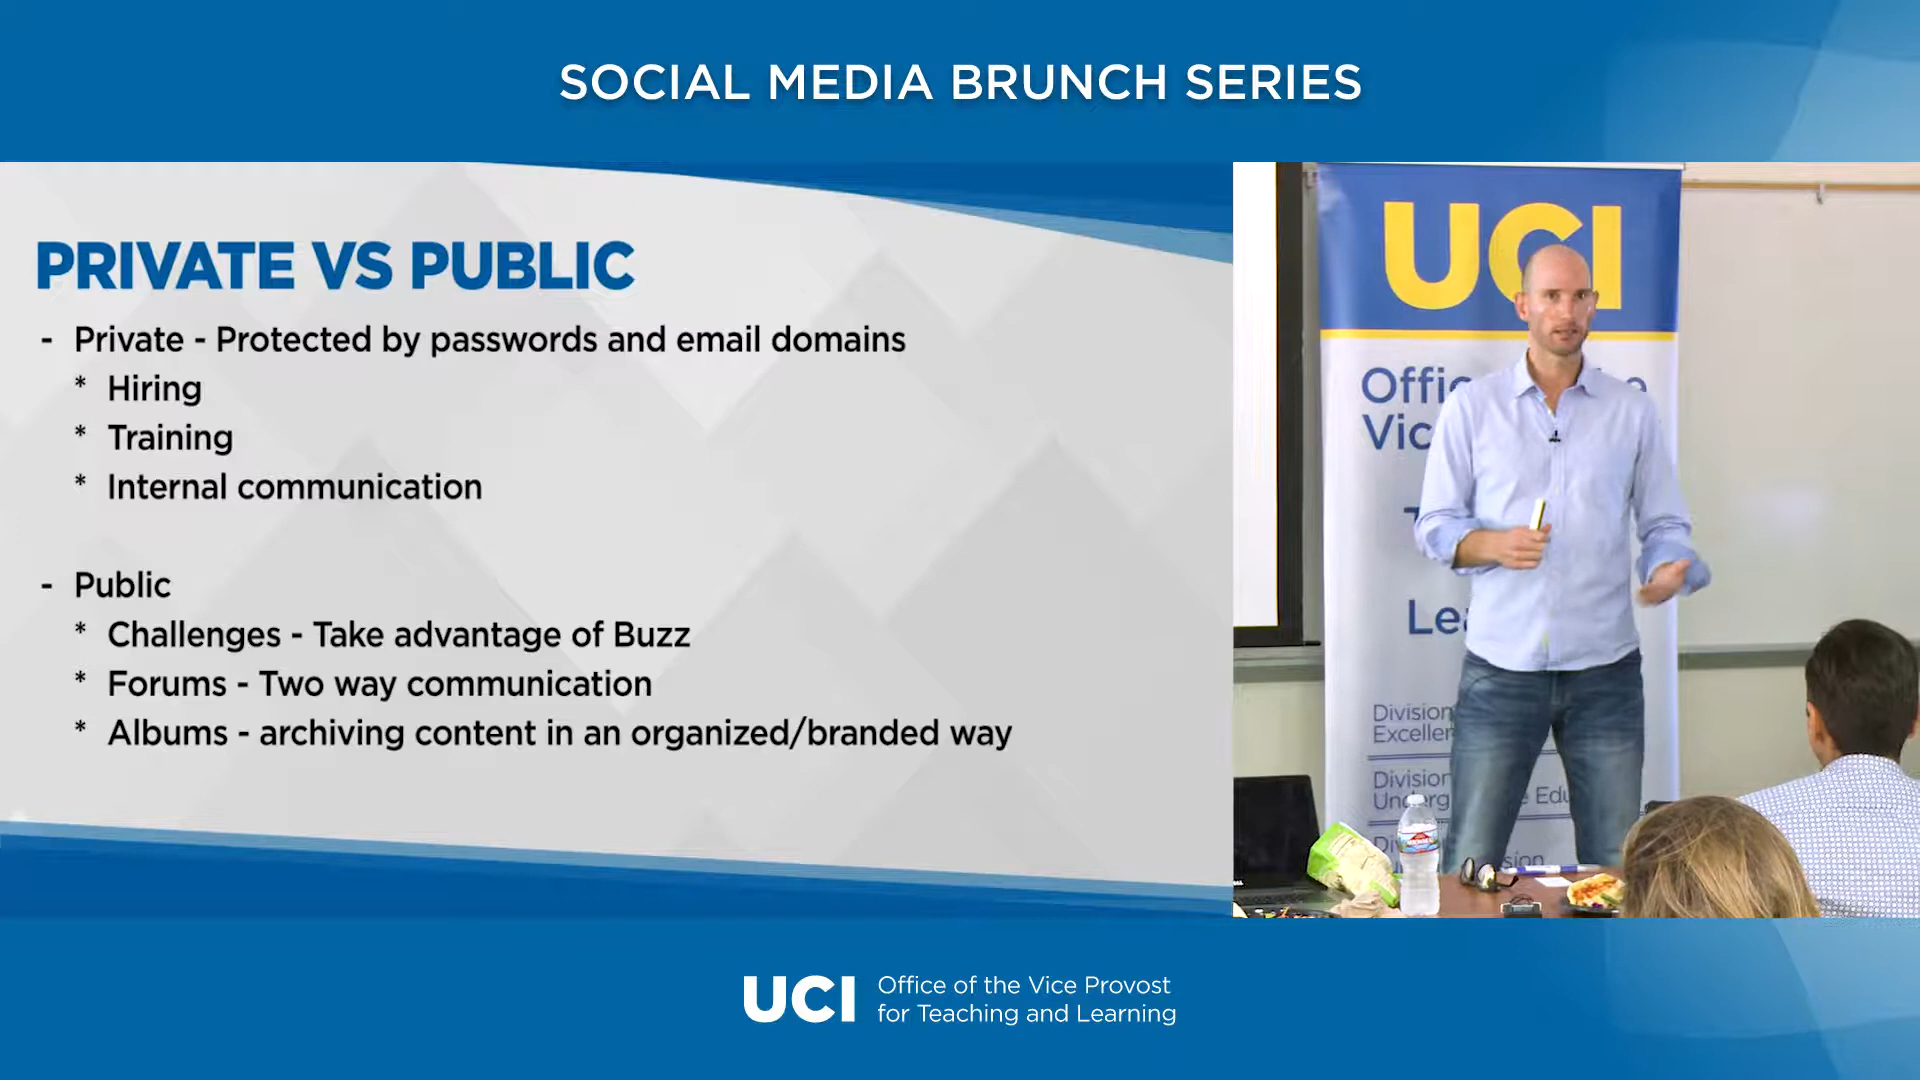 SOCIAL MEDIA BRUNCH SERIES
PRIVATE VS PUBLIC
- Private - Protected by passwords and email domains
* Hiring
* Training
* Internal communication
- Public
* Challenges - Take advantage of Buzz
* Forums - Two way communication
* Albums - archiving content in an organized/branded way
UCI
Division
Division
UCI
Office of the Vice Provost
for Teaching and Learning